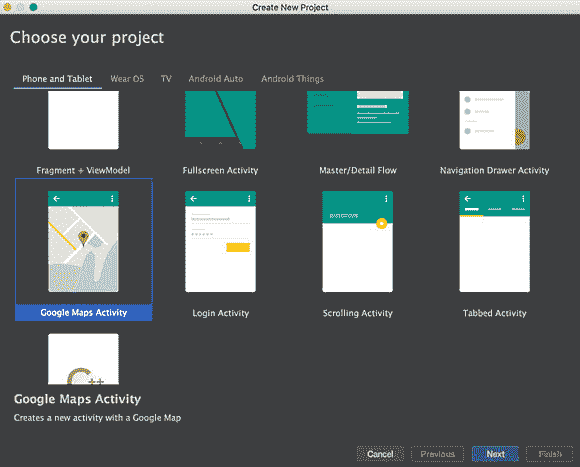 Create New Project
Choose your project
Phone and Tablet Wear OS TV Android Auto Android Things
Fragment + ViewModel Fullscreen Activity Master/Detail Flow Navigation Drawer Activity
Google Maps Activity Login Activity Scrolling Activity Tabbed Activity
++
Google Maps Activity
Creates a new activity with a Google Map
Cancel Previous Next Finish